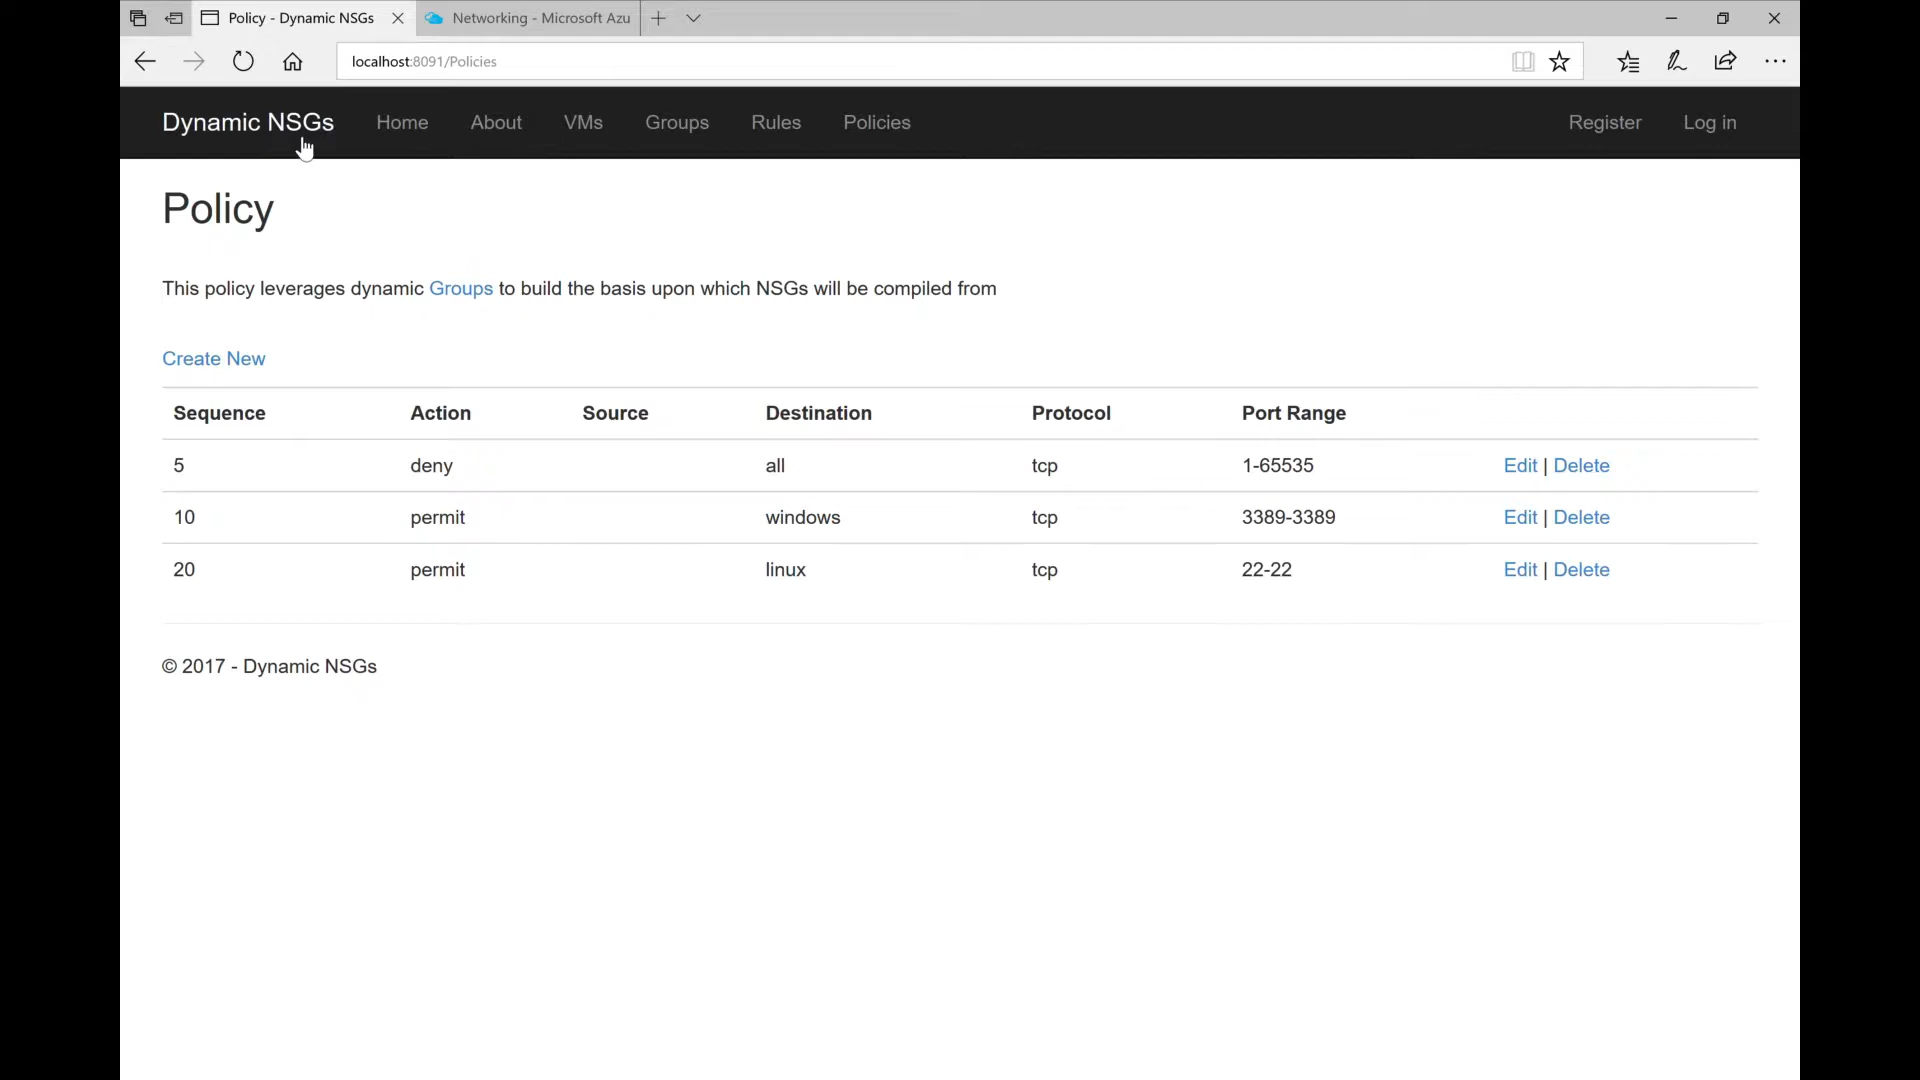 Policy - Dynamic NSGs Networking - Microsoft Azu
localhost:8091/Policies
Dynamic NSGs Home About VMs Groups Rules Policies Register Log in
Policy
This policy leverages dynamic Groups to build the basis upon which NSGs will be compiled from
Create New
Sequence Action Source Destination Protocol Port Range
5 deny all tcp 1-65535 Edit | Delete
10 permit windows tcp 3389-3389 Edit | Delete
20 permit linux tcp 22-22 Edit | Delete
© 2017 - Dynamic NSGs